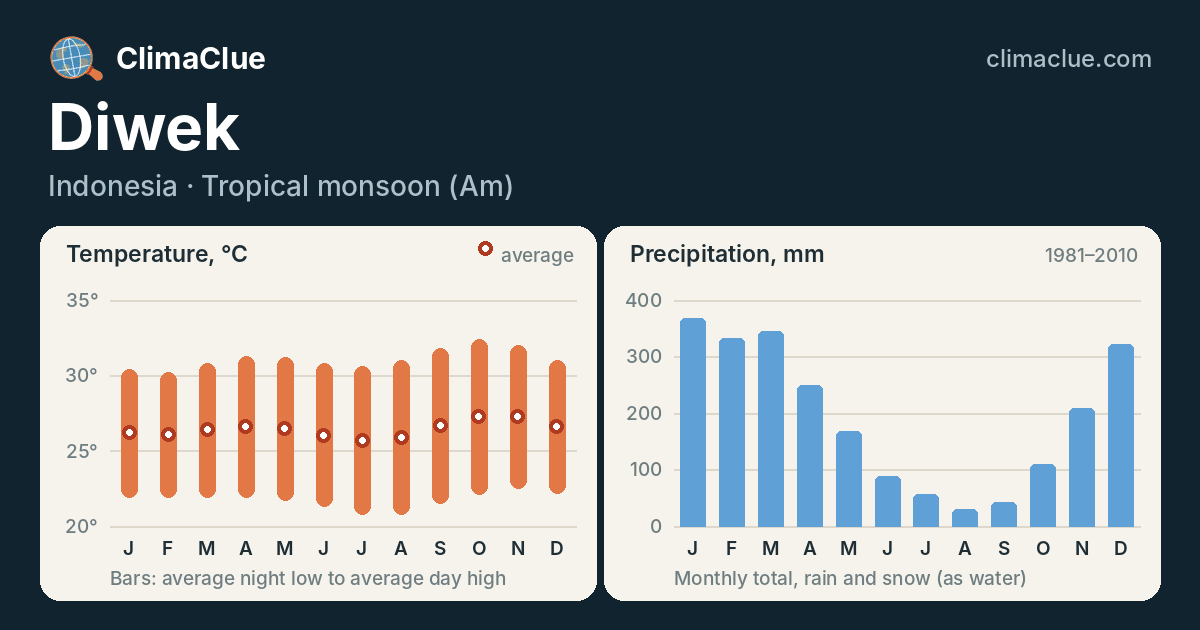 ClimaClue
climaclue.com
Diwek
Indonesia · Tropical monsoon (Am)
Temperature, °C
average
35°
30°
25°
20°
J F M A M J J A S O N D
Bars: average night low to average day high
Precipitation, mm
1981–2010
400
300
200
100
0
J F M A M J J A S O N D
Monthly total, rain and snow (as water)